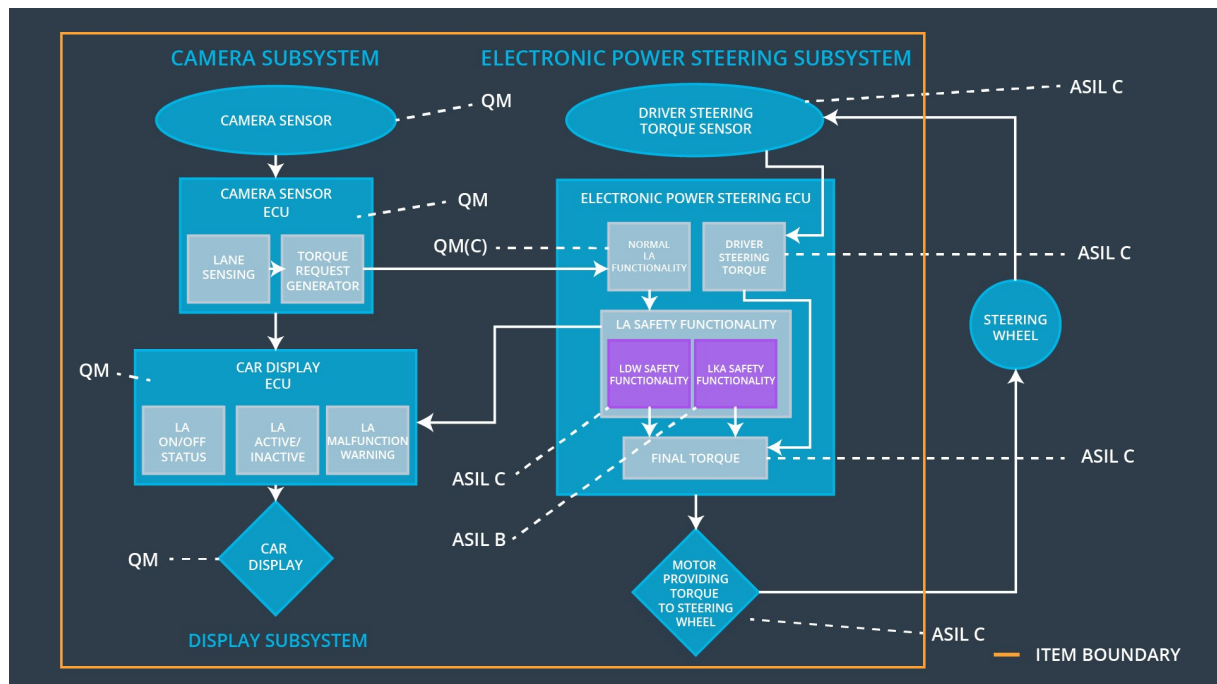 CAMERA SUBSYSTEM
ELECTRONIC POWER STEERING SUBSYSTEM
CAMERA SENSOR
QM
DRIVER STEERING
TORQUE SENSOR
ASIL C
CAMERA SENSOR
ECU
QM
LANE
SENSING
TORQUE
REQUEST
GENERATOR
ELECTRONIC POWER STEERING ECU
QM(C)
NORMAL
LA
FUNCTIONALITY
DRIVER
STEERING
TORQUE
ASIL C
LA SAFETY FUNCTIONALITY
LDW SAFETY
FUNCTIONALITY
LKA SAFETY
FUNCTIONALITY
STEERING
WHEEL
QM
CAR DISPLAY
ECU
LA
ON/OFF
STATUS
LA
ACTIVE/
INACTIVE
LA
MALFUNCTION
WARNING
FINAL TORQUE
ASIL C
ASIL C
ASIL B
QM
CAR
DISPLAY
MOTOR
PROVIDING
TORQUE
TO STEERING
WHEEL
ASIL C
DISPLAY SUBSYSTEM
ITEM BOUNDARY